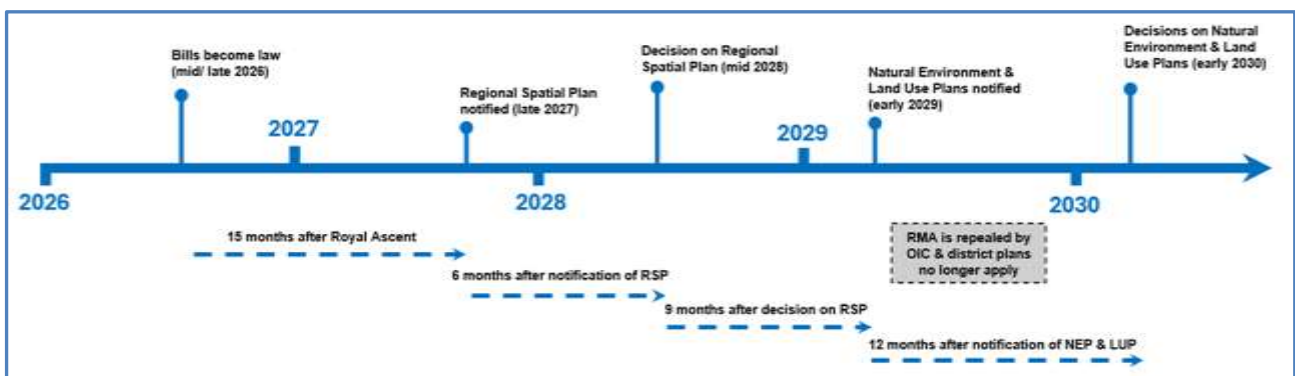 Bills become law
(mid/ late 2026)
Regional Spatial Plan
notified (late 2027)
Decision on Regional
Spatial Plan (mid 2028)
Natural Environment &
Land Use Plans notified
(early 2029)
Decisions on Natural
Environment & Land
Use Plans (early 2030)
2027
2029
2026
2028
2030
15 months after Royal Ascent
6 months after notification of RSP
9 months after decision on RSP
12 months after notification of NEP & LUP
RMA is repealed by
OIC & district plans
no longer apply